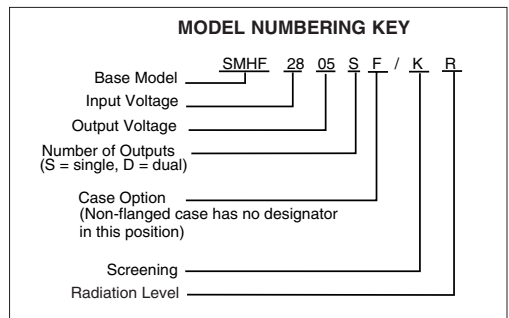 MODEL NUMBERING KEY
SMHF 28 05 S F / K R
Base Model
Input Voltage
Output Voltage
Number of Outputs
(S = single, D = dual)
Case Option
(Non-flanged case has no designator
in this position)
Screening
Radiation Level